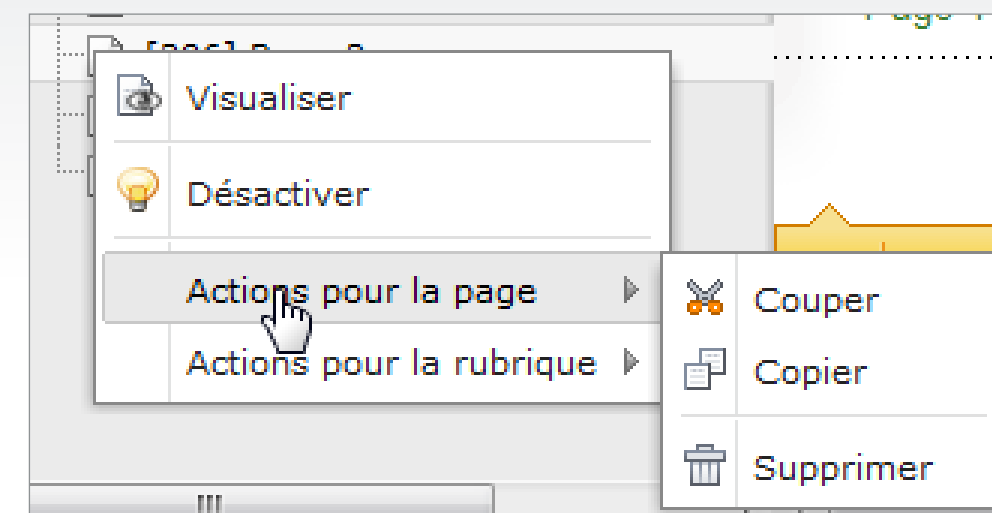 Visualiser
Désactiver
Actions pour la page
Actions pour la rubrique
Couper
Copier
Supprimer